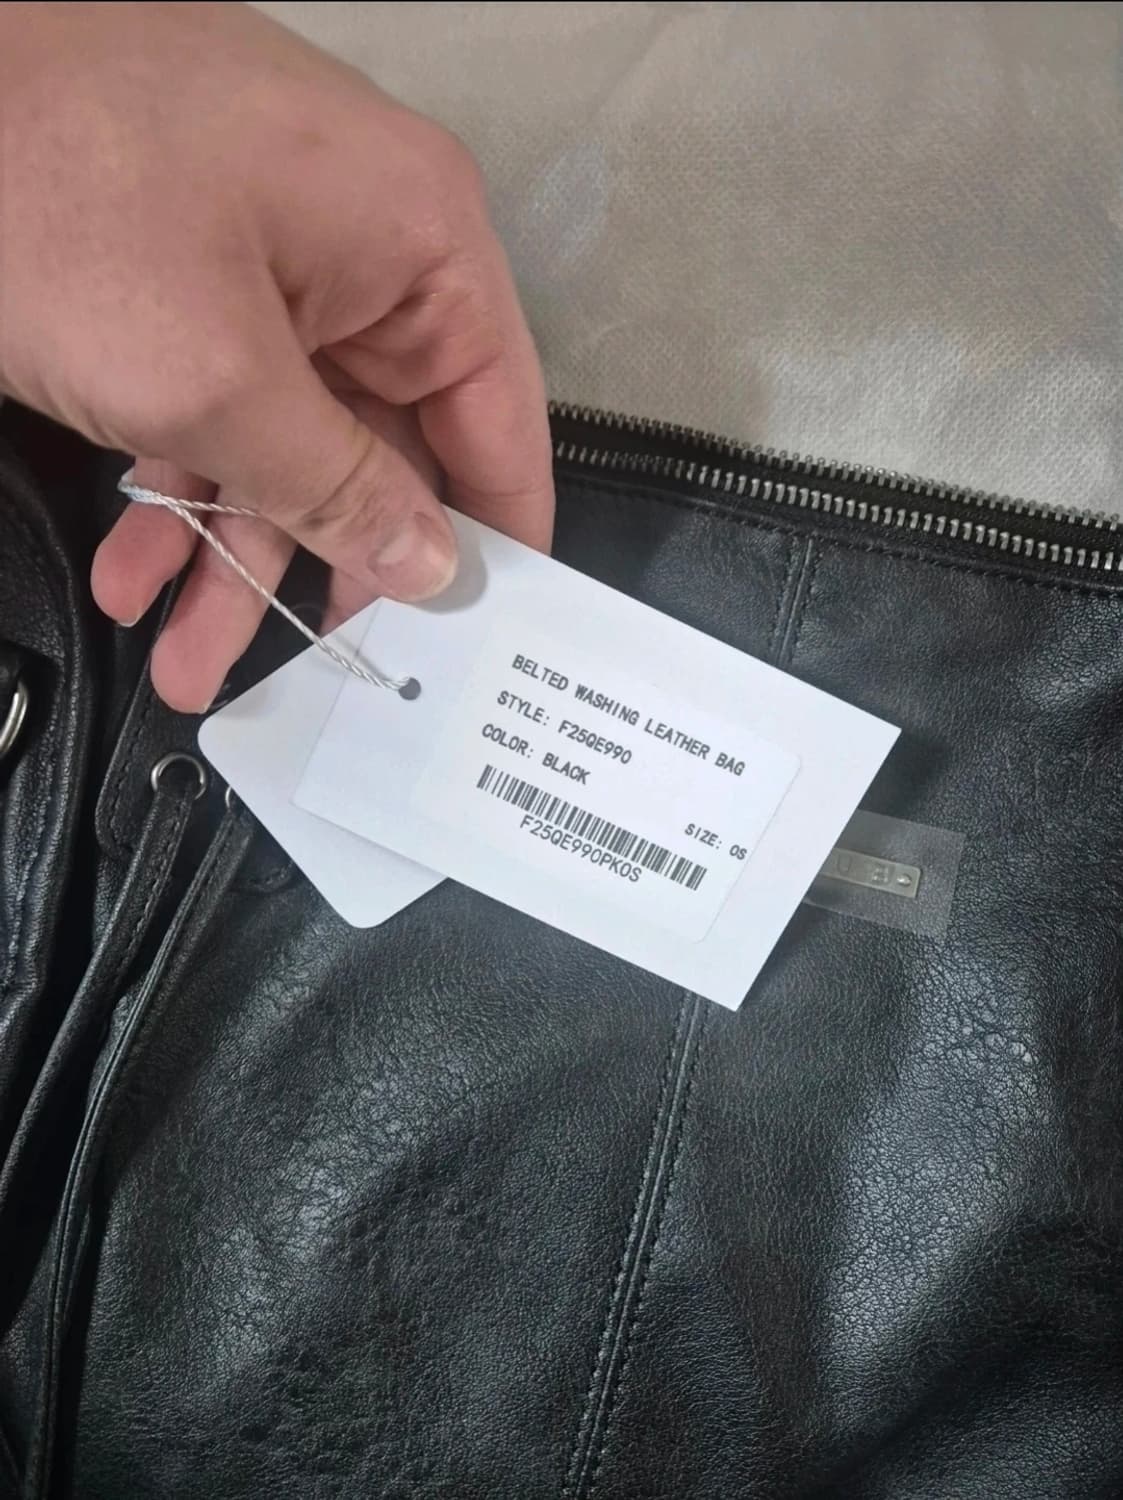 BELTED WASHING LEATHER BAG
STYLE: F25QE990
COLOR: BLACK
SIZE: OS
F25QE990PKOS